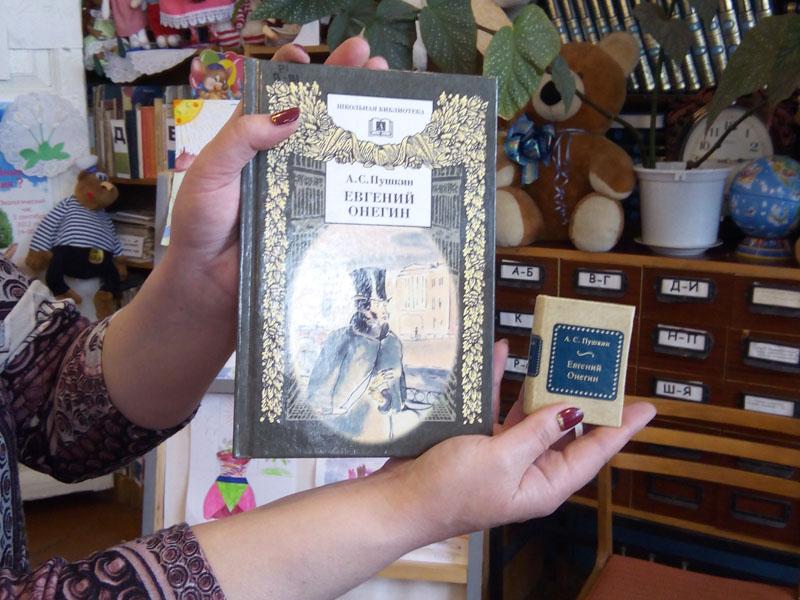 ШКОЛЬНАЯ БИБЛИОТЕКА
А.С.Пушкин
ЕВГЕНИЙ
ОНЕГИН
А. С. Пушкин
Евгений
Онегин
А-Б
В-Г
Д-Й
К
Н-П
Ш-Я
Д